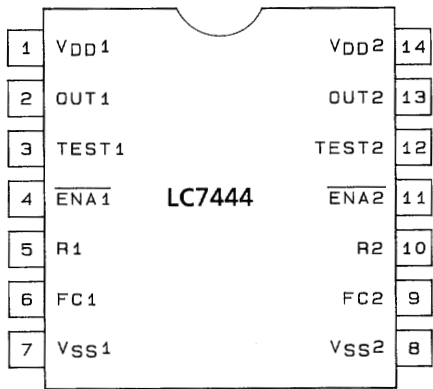 1 VDD1 VDD2 14
2 OUT1 OUT2 13
3 TEST1 TEST2 12
4 ENA1 LC7444 ENA2 11
5 R1 R2 10
6 FC1 FC2 9
7 VSS1 VSS2 8